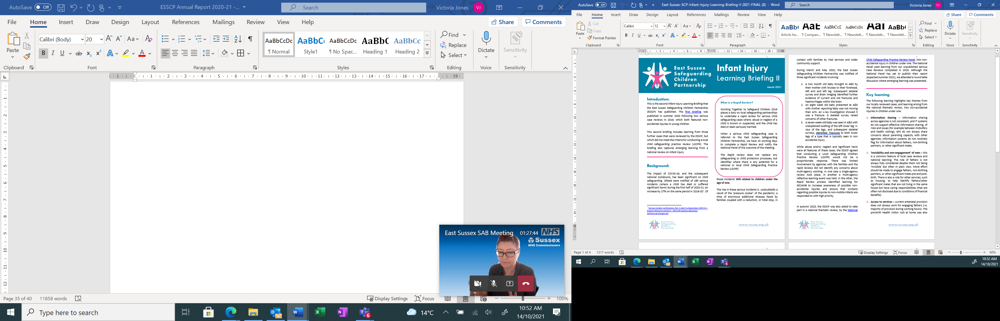 AutoSave Off
ESSCP Annual Report 2020-21 -...
Search
Victoria Jones VJ
File Home Insert Draw Design Layout References Mailings Review View Help
Share Comments
Paste
Calibri (Body) 20
Clipboard Font Paragraph Styles Editing Voice Sensitivity
AaBbCcDc ¶ Normal
AaBbC Style1
AaBbCcDc ¶ No Spac...
AaBbC Heading 1
AaBbCc Heading 2
Find
Replace
Select
Dictate
Sensitivity
East Sussex SAB Meeting 01:27:44
NHS
Sussex
NHS Commissioners
Page 35 of 40 11858 words
Display Settings Focus 100%
Type here to search
14°C
10:52 AM
14/10/2021
AutoSave Off
East-Sussex-SCP-Infant-Injury-Learning-Briefing-II-2021-FINAL (8) - Word
Search
Victoria Jones VJ
File Home Insert Draw Design Layout References Mailings Review View Help
Share Comments
Paste
Cut
Copy
Format Painter
Calibri 12
Clipboard Font Paragraph Styles Editing Voice Sensitivity
Article he... ¶ Compan... ¶ Newslett... ¶ Newslett... ¶ Newslett... ¶ Newslett...
Find
Replace
Select
Dictate
Sensitivity
East Sussex
Safeguarding
Children
Partnership
Infant Injury
Learning Briefing II
March 2021
Introduction:
This is the second Infant Injury Learning Briefing that
the East Sussex Safeguarding Children Partnership
(ESSCP) has published. The first briefing was
published in summer 2020 following two serious
case reviews in 2019, which both featured non-
accidental injuries in young children.
This second briefing includes learning from three
further cases that were reviewed by the ESSCP, but
which did not meet the criteria for conducting a local
child safeguarding practice review (LSCPR). The
briefing also captures emerging learning from a
national review on infant injury.
Background:
The impact of COVID-19, and the subsequent
national lockdowns, has been significant on child
safeguarding. Ofsted were notified of 285 serious
incidents (where a child has died or suffered
significant harm) during the first half of 2020-21; an
increase by 27% on the same period in 2019-20¹. Of
¹ Serious incident notifications, Part 1 (April to September) 2020-21 –
Explore education statistics – GOV.UK (explore-education-
statistics.service.gov.uk)
What is a Rapid Review?
Working Together to Safeguard Children 2018
places a duty on local safeguarding partnerships
to undertake a rapid review for serious child
safeguarding cases where: abuse or neglect of a
child is known or suspected; and the child has
died or been seriously harmed.
When a serious child safeguarding case is
referred to the East Sussex Safeguarding
Children Partnership, we have 15 working days
to complete a Rapid Review and notify the
National Panel of the outcome of the meeting.
The Rapid review does not replace any
safeguarding or child protection processes, but
identifies where there is any potential for a
national or local Child Safeguarding Practice
Review (LSCPR)
those incidents 36% related to children under the
age of one.
The rise in these serious incidents is undoubtedly a
result of the 'pressure cooker' of the pandemic: a
time of enormous additional stresses faced by
families coupled with a reduction, or total stop, in
East Sussex
Safeguarding
Children
Partnership
www.esscp.org.uk
contact with families by vital services and wider
community support.
During March and May 2020, the East Sussex
Safeguarding Children Partnership was notified of
three significant incidents involving:
1. A two month old baby brought to A&E by
their mother with bruises to their forehead,
left arm and left leg. Subsequent skeletal
survey and Brain imaging identified further
evidence of current and old fractures and
haemorrhages within the brain.
2. An eight week old baby presented at A&E
with mother reporting baby was not moving
their arm. An x-ray investigation showed it
was a fracture. A skeletal survey raised
concerns of other fractures.
3. A seven-week-old baby was seen in A&E with
unexplained swelling of the left lower leg. X-
rays of the legs, and subsequent skeletal
surveys, identified fractures to both lower
legs of a type that is typically seen in non
accidental injury .
While abuse and/or neglect and significant harm
were all features of these cases, the ESSCP agreed
that conducting a Local Safeguarding Children
Practice Review (LSCPR) would not be a
proportionate response. There was limited
involvement by agencies with the families and the
rapid reviews did not identify any concerns about
multi-agency working. In one case a single-agency
review took place, in another a multi-agency
reflective learning event was held. In the other, the
Rapid Review process identified learning for
SECAMB to increase awareness of possible non-
accidental injuries and ensure that contacts
regarding possible injuries to non-mobile infants are
responded to with high priority.
In autumn 2020, the ESSCP was also asked to take
part in a national thematic review, by the National
Child Safeguarding Practice Review Panel, into non-
accidental injury in children under one. The National
Panel used learning from our unpublished Serious
Case Reviews completed in 2019. Although the
National Panel has yet to publish their report
(expected summer 2021), we attended a round table
discussion where emerging learning was presented.
Key learning
The following learning highlights key themes from
our locally reviewed cases, and learning arising from
the national thematic review, into non-accidental
injuries in children under one:
1. Information sharing – information sharing
across agencies is not consistent, and IT systems
do not support effective information sharing, of
risks and issues (for example between midwifery
and health visiting); GPs do not always share
concerns about parenting capacity with other
agencies; information systems do not routinely
flag for information about fathers, non-birthing
partners, or other significant males.
2. 'Invisibility and non-engagement' of men – this
is a common feature of local case reviews and
national learning. The role of fathers is not
always fully considered despite them not being
'invisible' but often in plain view. More effort
should be made to engage fathers, non-birthing
partners, or other significant males pre and post-
birth. There is also a role for other services, such
as housing, to help identify fathers/other
significant males that are not living in the same
house but have caring responsibilities (that are
often not disclosed due to conditions of financial
benefits).
3. Access to services – current antenatal provision
does not always work for engaging fathers (i.e.
majority of provision during working hours). The
pre-birth Health Visitor visit at home was also
East Sussex
Safeguarding
Children
Partnership
www.esscp.org.uk
Page 1 of 4 1317 words
Display Settings Focus 60%
10:52 AM
14/10/2021